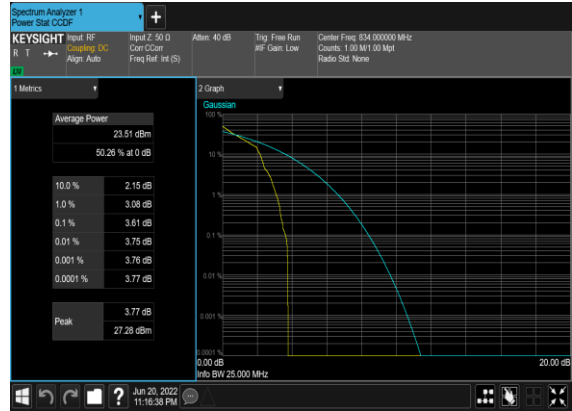 Spectrum Analyzer 1
Power Stat CCDF
KEYSIGHT
R T
LXI
Input: RF
Coupling: DC
Align: Auto
Input Z: 50 Ω
Corr CCorr
Freq Ref: Int (S)
Atten: 40 dB
Trig: Free Run
#IF Gain: Low
Center Freq: 834.000000 MHz
Counts: 1.00 M/1.00 Mpt
Radio Std: None
1 Metrics
Average Power
23.51 dBm
50.26 % at 0 dB
10.0 % 2.15 dB
1.0 % 3.08 dB
0.1 % 3.61 dB
0.01 % 3.75 dB
0.001 % 3.76 dB
0.0001 % 3.77 dB
Peak 3.77 dB
27.28 dBm
2 Graph
Gaussian
100 %
10 %
1 %
0.1 %
0.01 %
0.001 %
0.0001 %
0.00 dB 20.00 dB
Info BW 25.000 MHz
?
Jun 20, 2022
11:16:38 PM